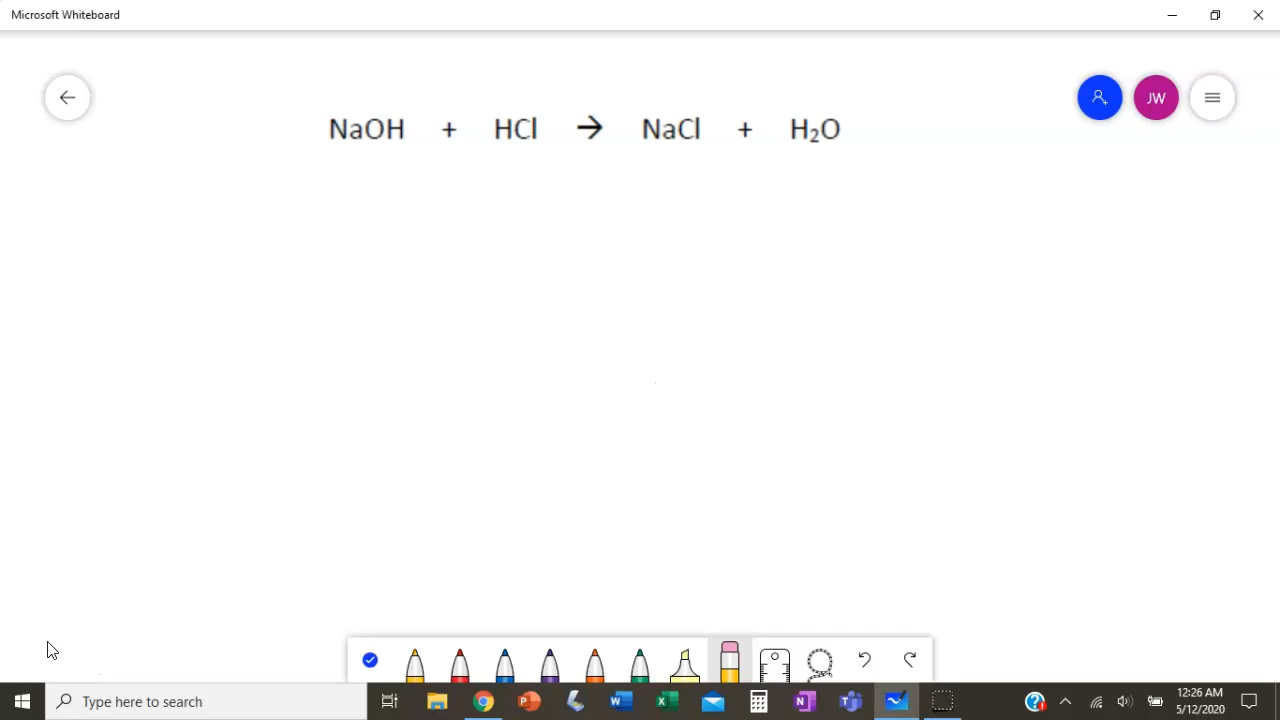 Microsoft Whiteboard
JW
NaOH + HCl → NaCl + H₂O
Type here to search
12:26 AM
5/12/2020